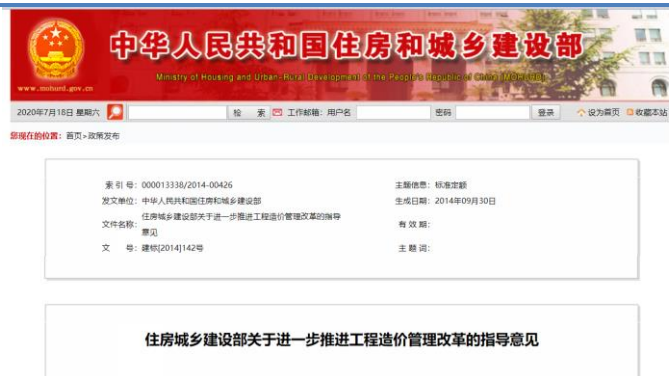 中华人民共和国住房和城乡建设部
Ministry of Housing and Urban-Rural Development of the People's Republic of China (MOHURD)
www.mohurd.gov.cn
2020年7月18日 星期六 检 索 工作邮箱：用户名 密码 登录 设为首页 收藏本站
您现在的位置：首页>政策发布
索 引 号：000013338/2014-00426 主题信息：标准定额
发文单位：中华人民共和国住房和城乡建设部 生成日期：2014年09月30日
文件名称：住房城乡建设部关于进一步推进工程造价管理改革的指导
意见 有 效 期：
文 号：建标[2014]142号 主 题 词：
住房城乡建设部关于进一步推进工程造价管理改革的指导意见